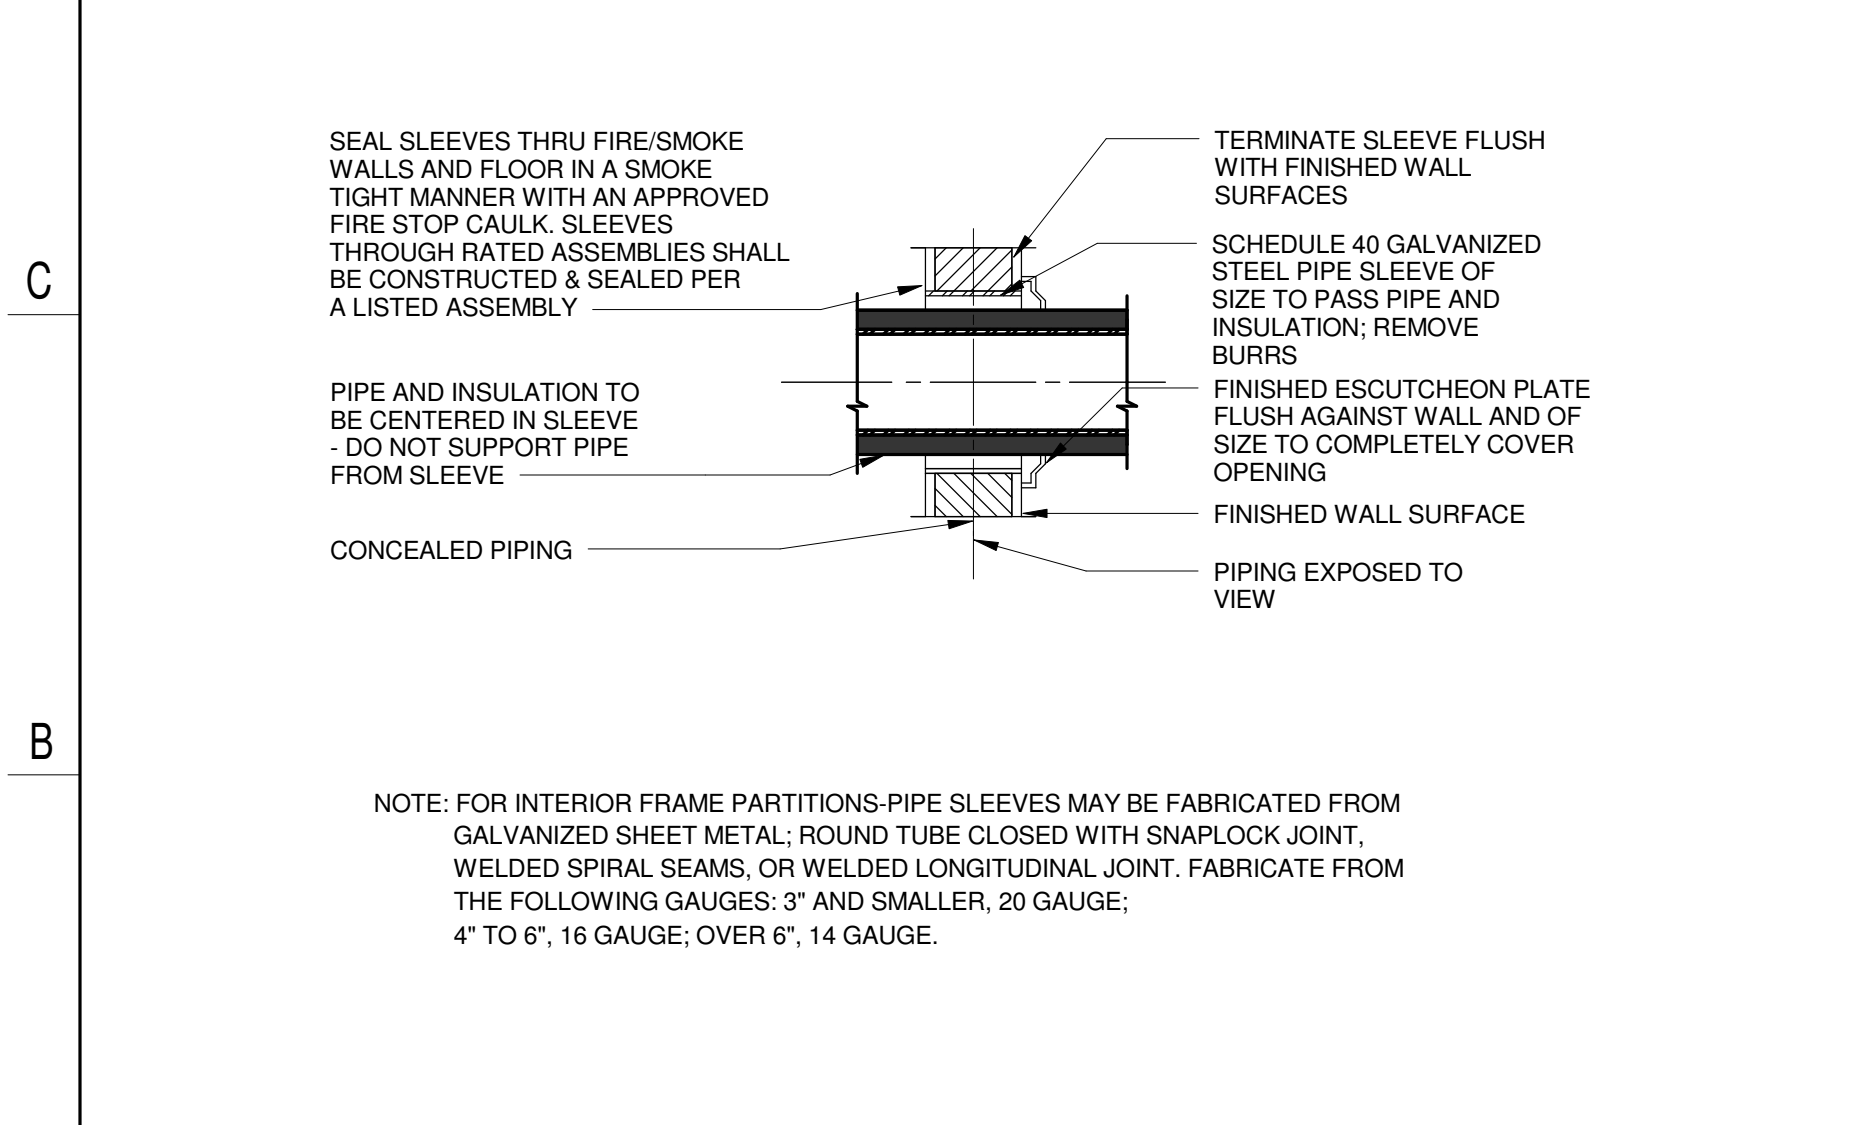 SEAL SLEEVES THRU FIRE/SMOKE
WALLS AND FLOOR IN A SMOKE
TIGHT MANNER WITH AN APPROVED
FIRE STOP CAULK. SLEEVES
THROUGH RATED ASSEMBLIES SHALL
BE CONSTRUCTED & SEALED PER
A LISTED ASSEMBLY
PIPE AND INSULATION TO
BE CENTERED IN SLEEVE
- DO NOT SUPPORT PIPE
FROM SLEEVE
CONCEALED PIPING
TERMINATE SLEEVE FLUSH
WITH FINISHED WALL
SURFACES
SCHEDULE 40 GALVANIZED
STEEL PIPE SLEEVE OF
SIZE TO PASS PIPE AND
INSULATION; REMOVE
BURRS
FINISHED ESCUTCHEON PLATE
FLUSH AGAINST WALL AND OF
SIZE TO COMPLETELY COVER
OPENING
FINISHED WALL SURFACE
PIPING EXPOSED TO
VIEW
C
B
NOTE: FOR INTERIOR FRAME PARTITIONS-PIPE SLEEVES MAY BE FABRICATED FROM
GALVANIZED SHEET METAL; ROUND TUBE CLOSED WITH SNAPLOCK JOINT,
WELDED SPIRAL SEAMS, OR WELDED LONGITUDINAL JOINT. FABRICATE FROM
THE FOLLOWING GAUGES: 3" AND SMALLER, 20 GAUGE;
4" TO 6", 16 GAUGE; OVER 6", 14 GAUGE.